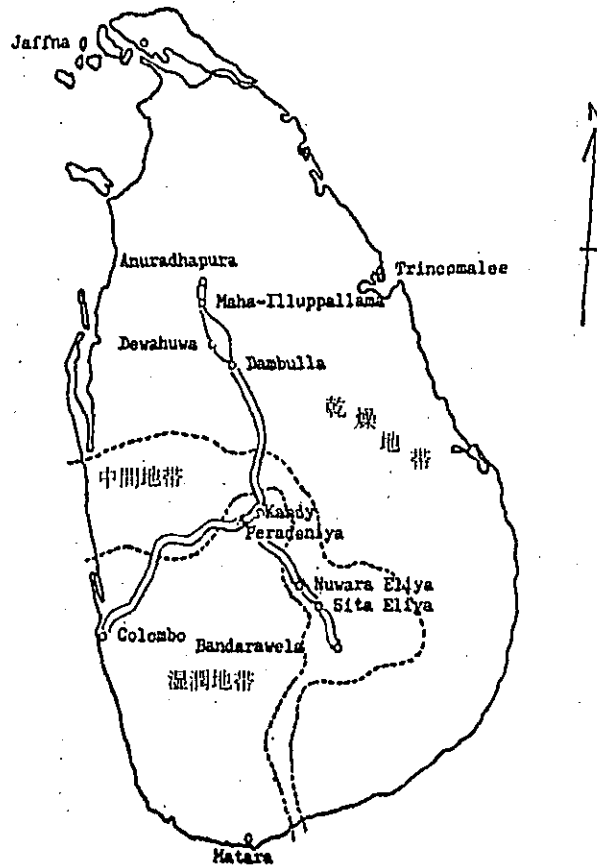 Jaffna
N
Anuradhapura
Trincomalee
Maha-Illuppallama
Dewahuwa
Dambulla
乾燥地帯
中間地帯
Kandy
Peradeniya
Nuwara Eliya
Sita Eliya
Colombo
Bandarawela
湿潤地帯
Matara